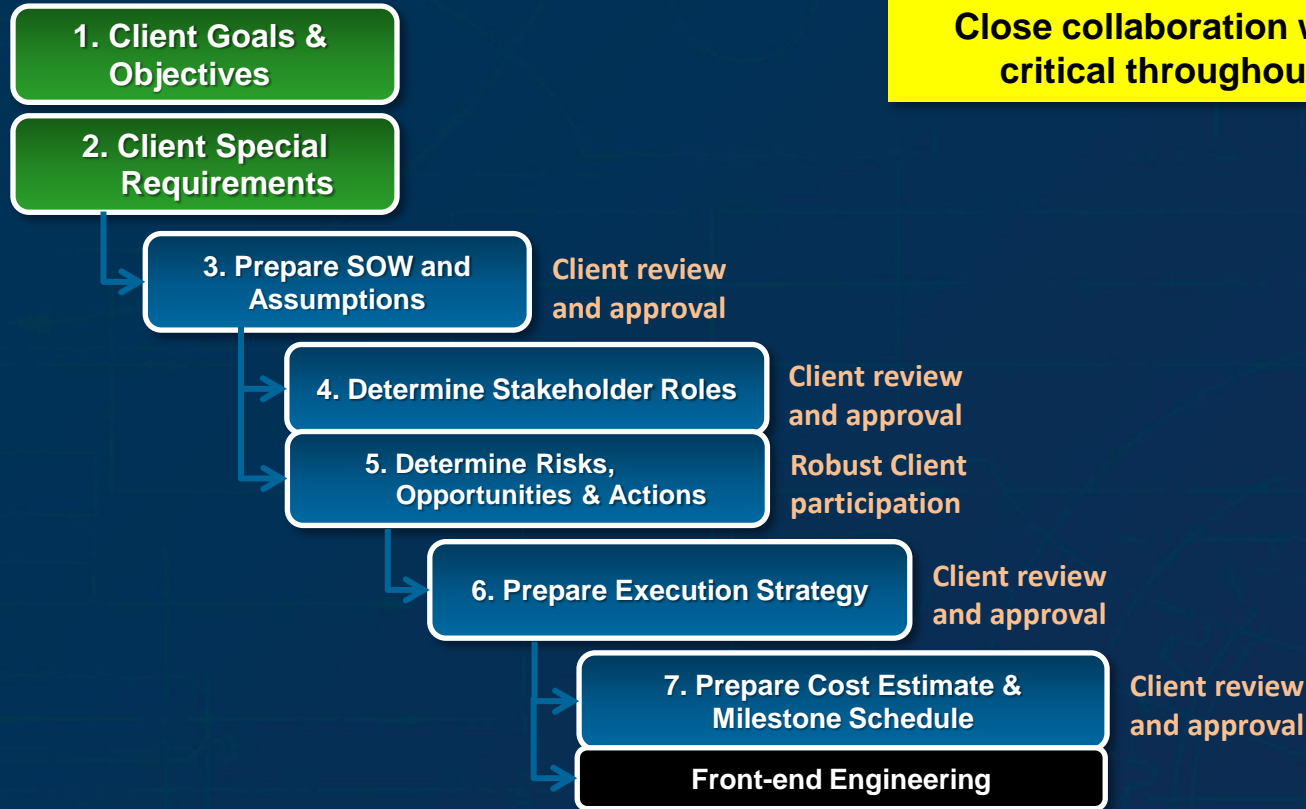 1. Client Goals &
Objectives
Close collaboration
critical throughou
2. Client Special
Requirements
3. Prepare SOW and
Assumptions
Client review
and approval
4. Determine Stakeholder Roles
Client review
and approval
5. Determine Risks,
Opportunities & Actions
Robust Client
participation
6. Prepare Execution Strategy
Client review
and approval
7. Prepare Cost Estimate &
Milestone Schedule
Client review
and approval
Front-end Engineering